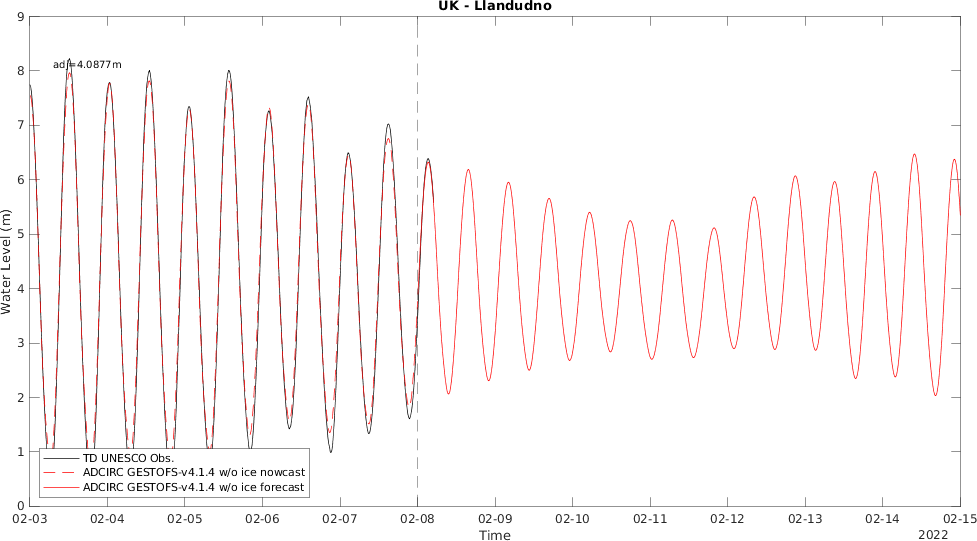 UK - Llandudno
9
8
7
6
5
4
3
2
1
0
Water Level (m)
adj=4.0877m
TD UNESCO Obs.
ADCIRC GESTOFS-v4.1.4 w/o ice nowcast
ADCIRC GESTOFS-v4.1.4 w/o ice forecast
02-03 02-04 02-05 02-06 02-07 02-08 02-09 02-10 02-11 02-12 02-13 02-14 02-15
Time
2022